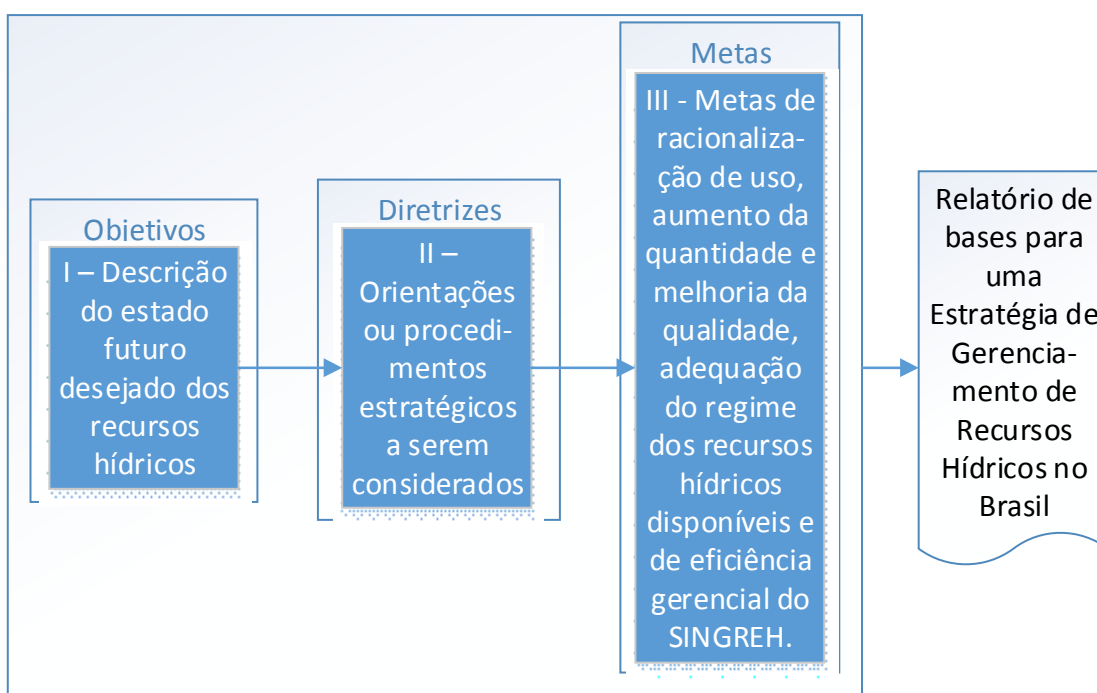 Objetivos
I – Descrição
do estado
futuro
desejado dos
recursos
hídricos
Diretrizes
II –
Orientações
ou procedi-
mentos
estratégicos
a serem
considerados
Metas
III - Metas de
racionaliza-
ção de uso,
aumento da
quantidade e
melhoria da
qualidade,
adequação
do regime
dos recursos
hídricos
disponíveis e
de eficiência
gerencial do
SINGREH.
Relatório de
bases para
uma
Estratégia de
Gerencia-
mento de
Recursos
Hídricos no
Brasil